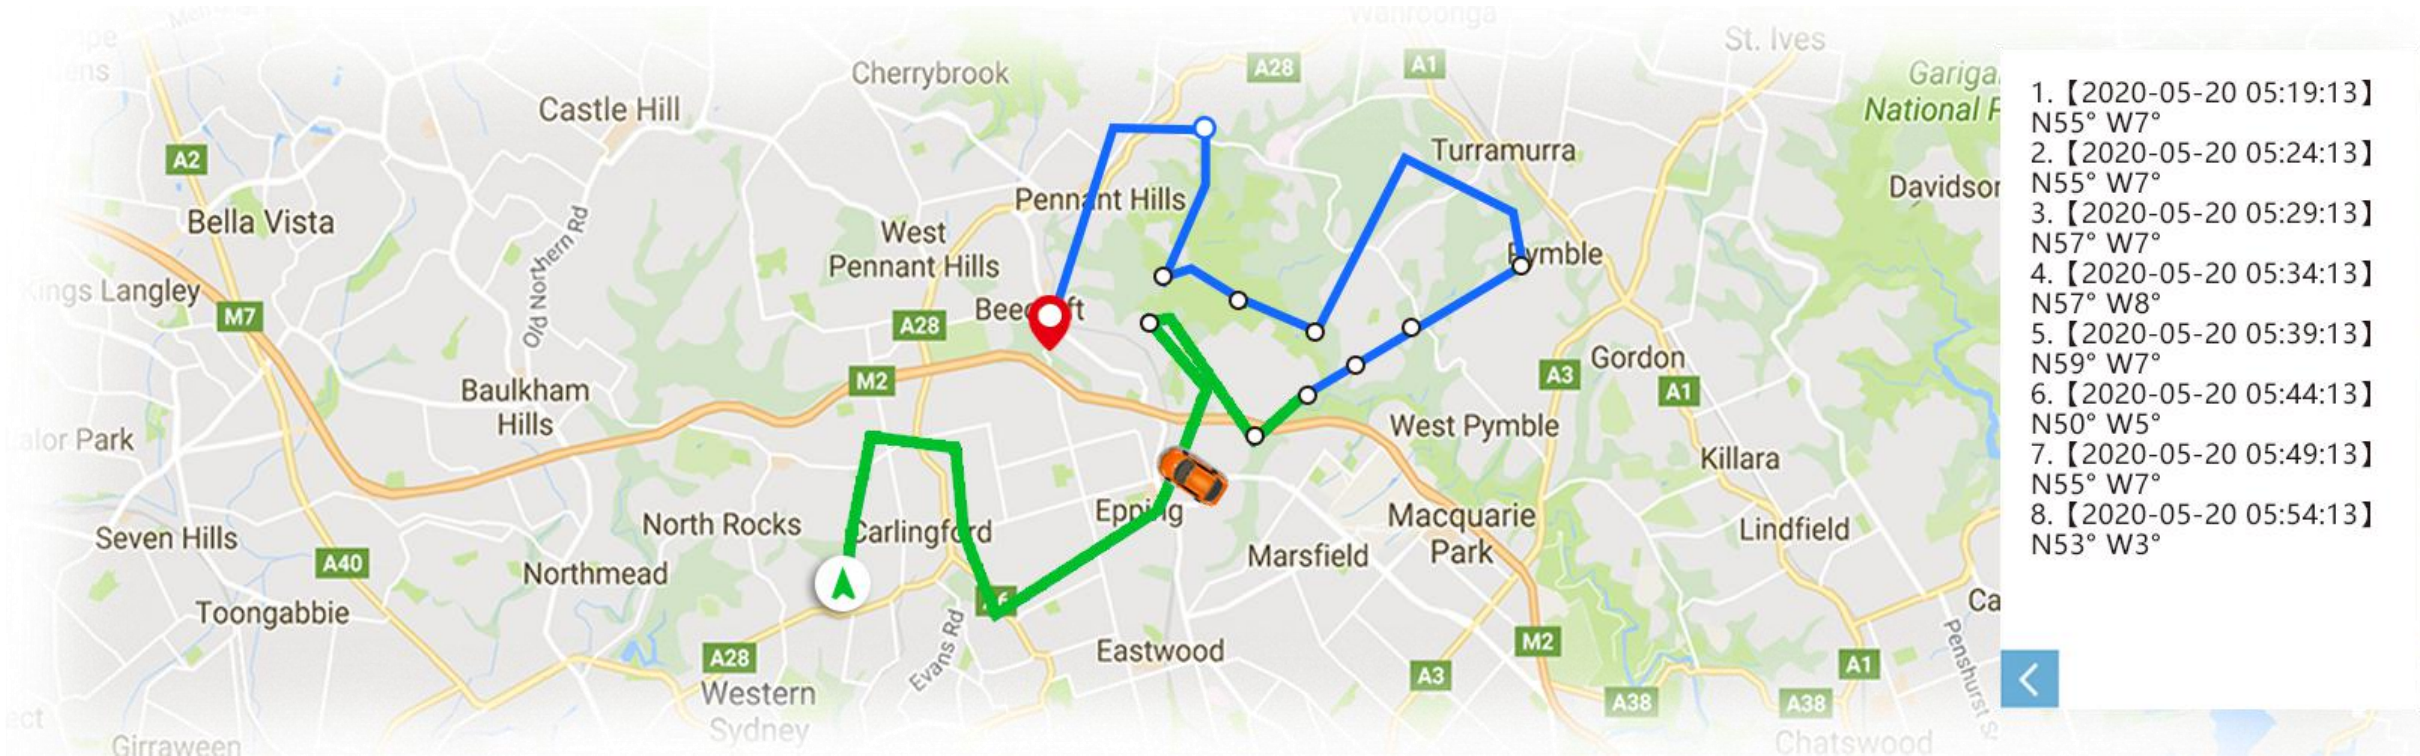 Wahroonga
St. Ives
A28
A1
Cherrybrook
Castle Hill
National
A2
Turramurra
Bella Vista
Pennant Hills
West
Pennant Hills
Old Northern Rd
Kings Langley
M7
A28
Gordon
A3
A1
M2
Baulkham
Hills
West Pymble
Killara
Seven Hills
North Rocks
Carlingford
Epping
Macquarie
Park
Lindfield
Marsfield
A40
Northmead
Toongabbie
Evans Rd
Eastwood
M2
A28
A3
A1
Western
Sydney
A38
A38
Girraween
Chatswood
1.【2020-05-20 05:19:13】
N55° W7°
2.【2020-05-20 05:24:13】
N55° W7°
3.【2020-05-20 05:29:13】
N57° W7°
4.【2020-05-20 05:34:13】
N57° W8°
5.【2020-05-20 05:39:13】
N59° W7°
6.【2020-05-20 05:44:13】
N50° W5°
7.【2020-05-20 05:49:13】
N55° W7°
8.【2020-05-20 05:54:13】
N53° W3°